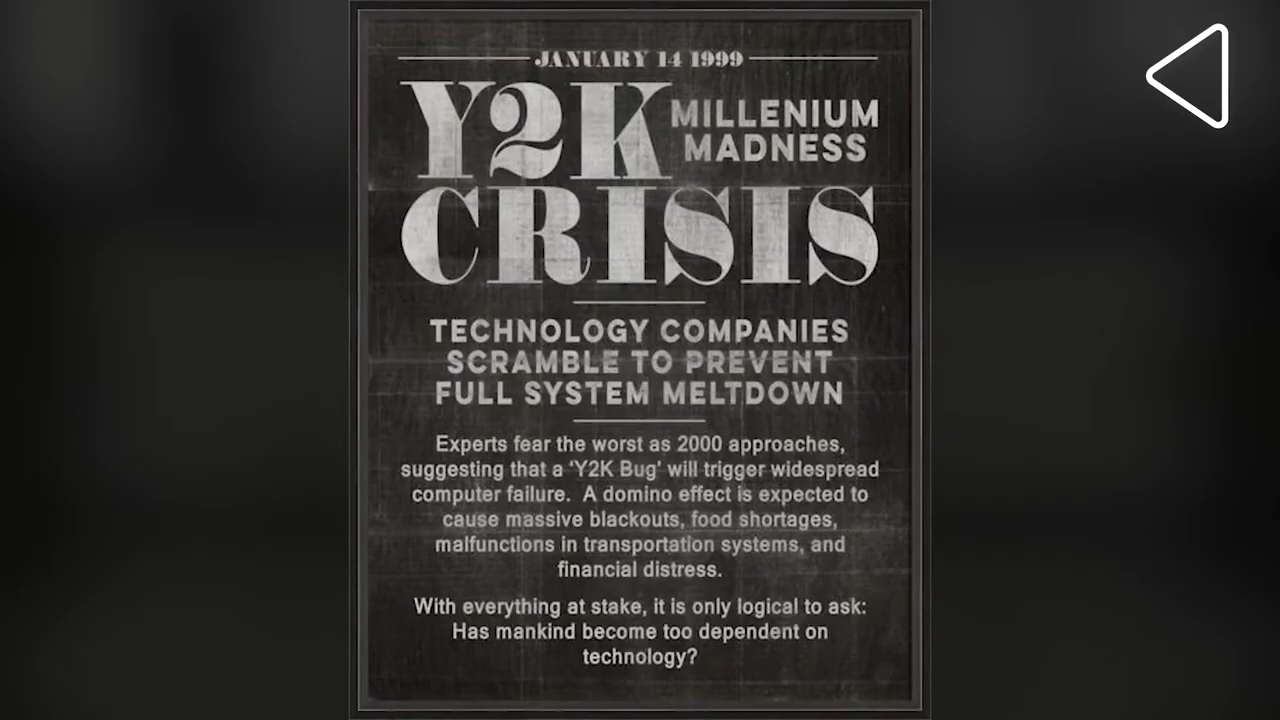 JANUARY 14 1999
Y2K MILLENIUM
MADNESS
CRISIS
TECHNOLOGY COMPANIES
SCRAMBLE TO PREVENT
FULL SYSTEM MELTDOWN
Experts fear the worst as 2000 approaches,
suggesting that a ‘Y2K Bug’ will trigger widespread
computer failure.  A domino effect is expected to
cause massive blackouts, food shortages,
malfunctions in transportation systems, and
financial distress.
With everything at stake, it is only logical to ask:
Has mankind become too dependent on
technology?